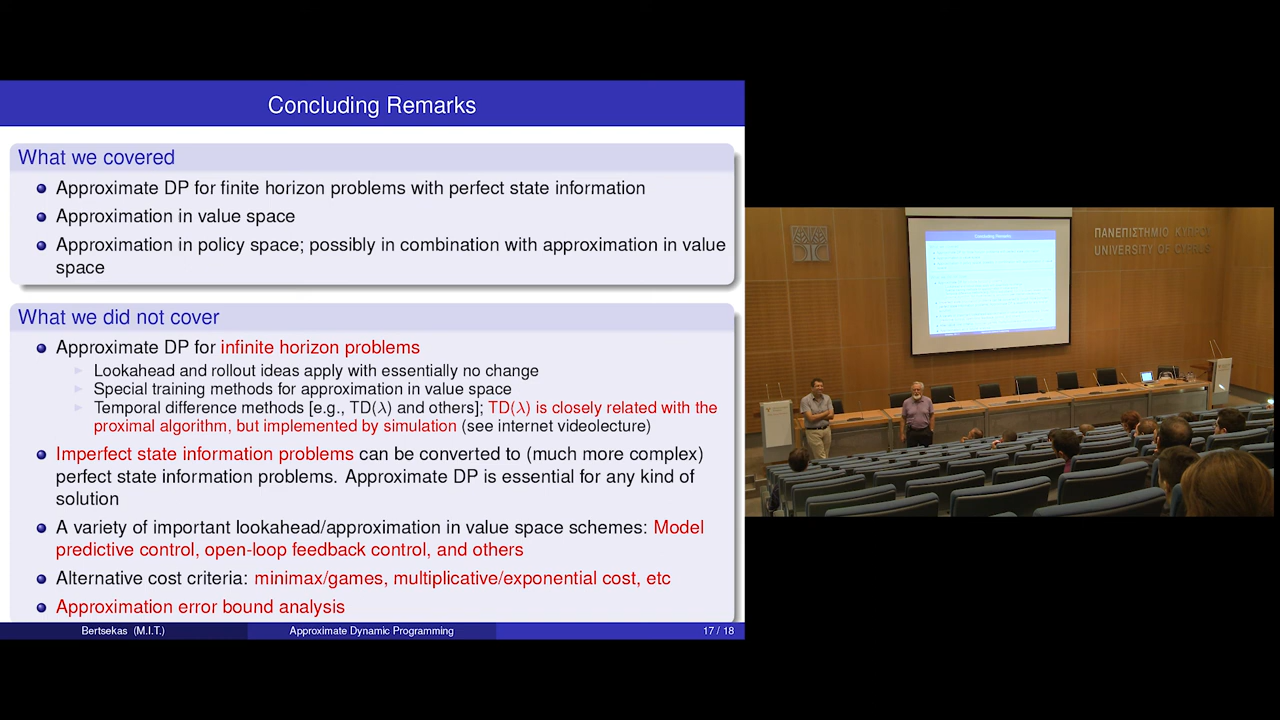 Concluding Remarks
What we covered
Approximate DP for finite horizon problems with perfect state information
Approximation in value space
Approximation in policy space; possibly in combination with approximation in value
space
What we did not cover
Approximate DP for infinite horizon problems
Lookahead and rollout ideas apply with essentially no change
Special training methods for approximation in value space
Temporal difference methods [e.g., TD(λ) and others]; TD(λ) is closely related with the
proximal algorithm, but implemented by simulation (see internet videolecture)
Imperfect state information problems can be converted to (much more complex)
perfect state information problems. Approximate DP is essential for any kind of
solution
A variety of important lookahead/approximation in value space schemes: Model
predictive control, open-loop feedback control, and others
Alternative cost criteria: minimax/games, multiplicative/exponential cost, etc
Approximation error bound analysis
Bertsekas (M.I.T.)
Approximate Dynamic Programming
17 / 18
Concluding Remarks
ΠΑΝΕΠΙΣΤΗΜΙΟ ΚΥΠΡΟΥ
UNIVERSITY OF CYPRUS